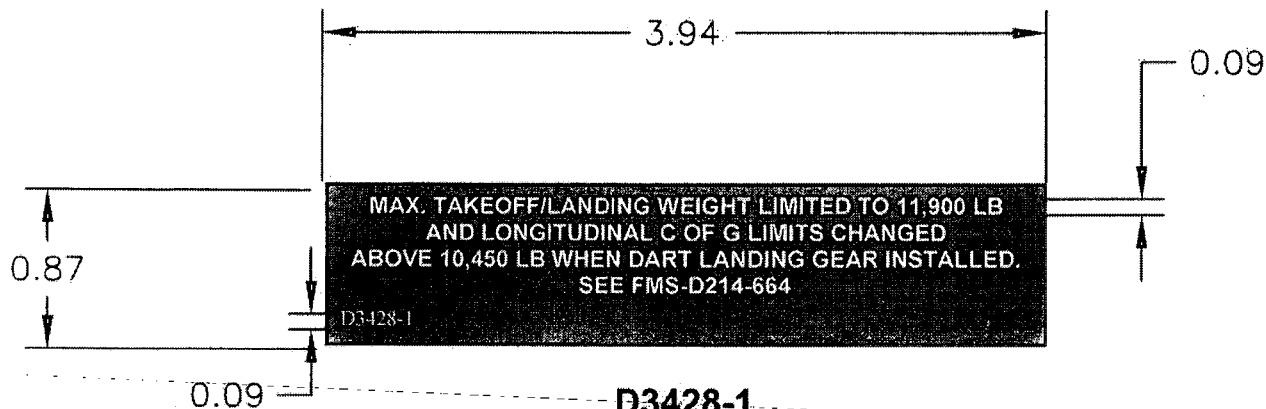 3.94
0.09
MAX. TAKEOFF/LANDING WEIGHT LIMITED TO 11,900 LB
AND LONGITUDINAL C OF G LIMITS CHANGED
ABOVE 10,450 LB WHEN DART LANDING GEAR INSTALLED.
SEE FMS-D214-664
0.87
D3428-1
0.09
D3428-1